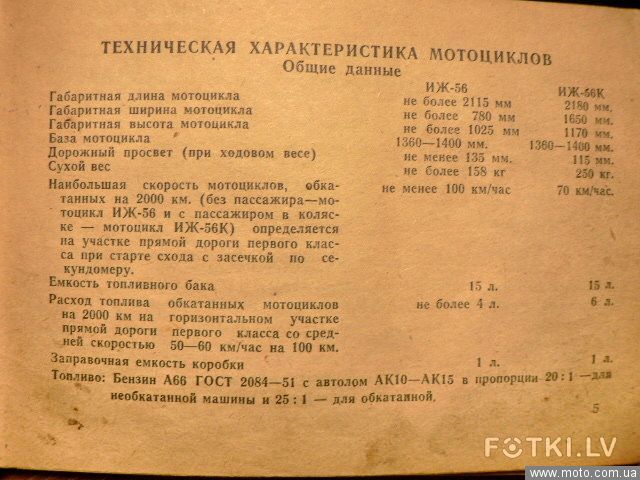 ТЕХНИЧЕСКАЯ ХАРАКТЕРИСТИКА МОТОЦИКЛОВ
Общие данные
ИЖ-56 ИЖ-56К
Габаритная длина мотоцикла не более 2115 мм 2180 мм.
Габаритная ширина мотоцикла не более 780 мм 1650 мм.
Габаритная высота мотоцикла не более 1025 мм 1170 мм.
База мотоцикла 1360—1400 мм. 1360—1400 мм.
Дорожный просвет (при ходовом весе) не менее 135 мм. 115 мм.
Сухой вес не более 158 кг 250 кг.
Наибольшая скорость мотоциклов, обка- не менее 100 км/час 70 км/час.
танных на 2000 км. (без пассажира—мо-
тоцикл ИЖ-56 и с пассажиром в коляс-
ке — мотоцикл ИЖ-56К) определяется
на участке прямой дороги первого клас-
са при старте схода с засечкой по се-
кундомеру.
Емкость топливного бака 15 л. 15 л.
Расход топлива обкатанных мотоциклов не более 4 л. 6 л.
на 2000 км на горизонтальном участке
прямой дороги первого класса со сред-
ней скоростью 50—60 км/час на 100 км.
Заправочная емкость коробки 1 л. 1 л.
Топливо: Бензин А66 ГОСТ 2084—51 с автолом АК10—АК15 в пропорции 20 : 1 —для
необкатанной машины и 25 : 1 — для обкатанной.
5
FOTKI.LV
www.moto.com.ua